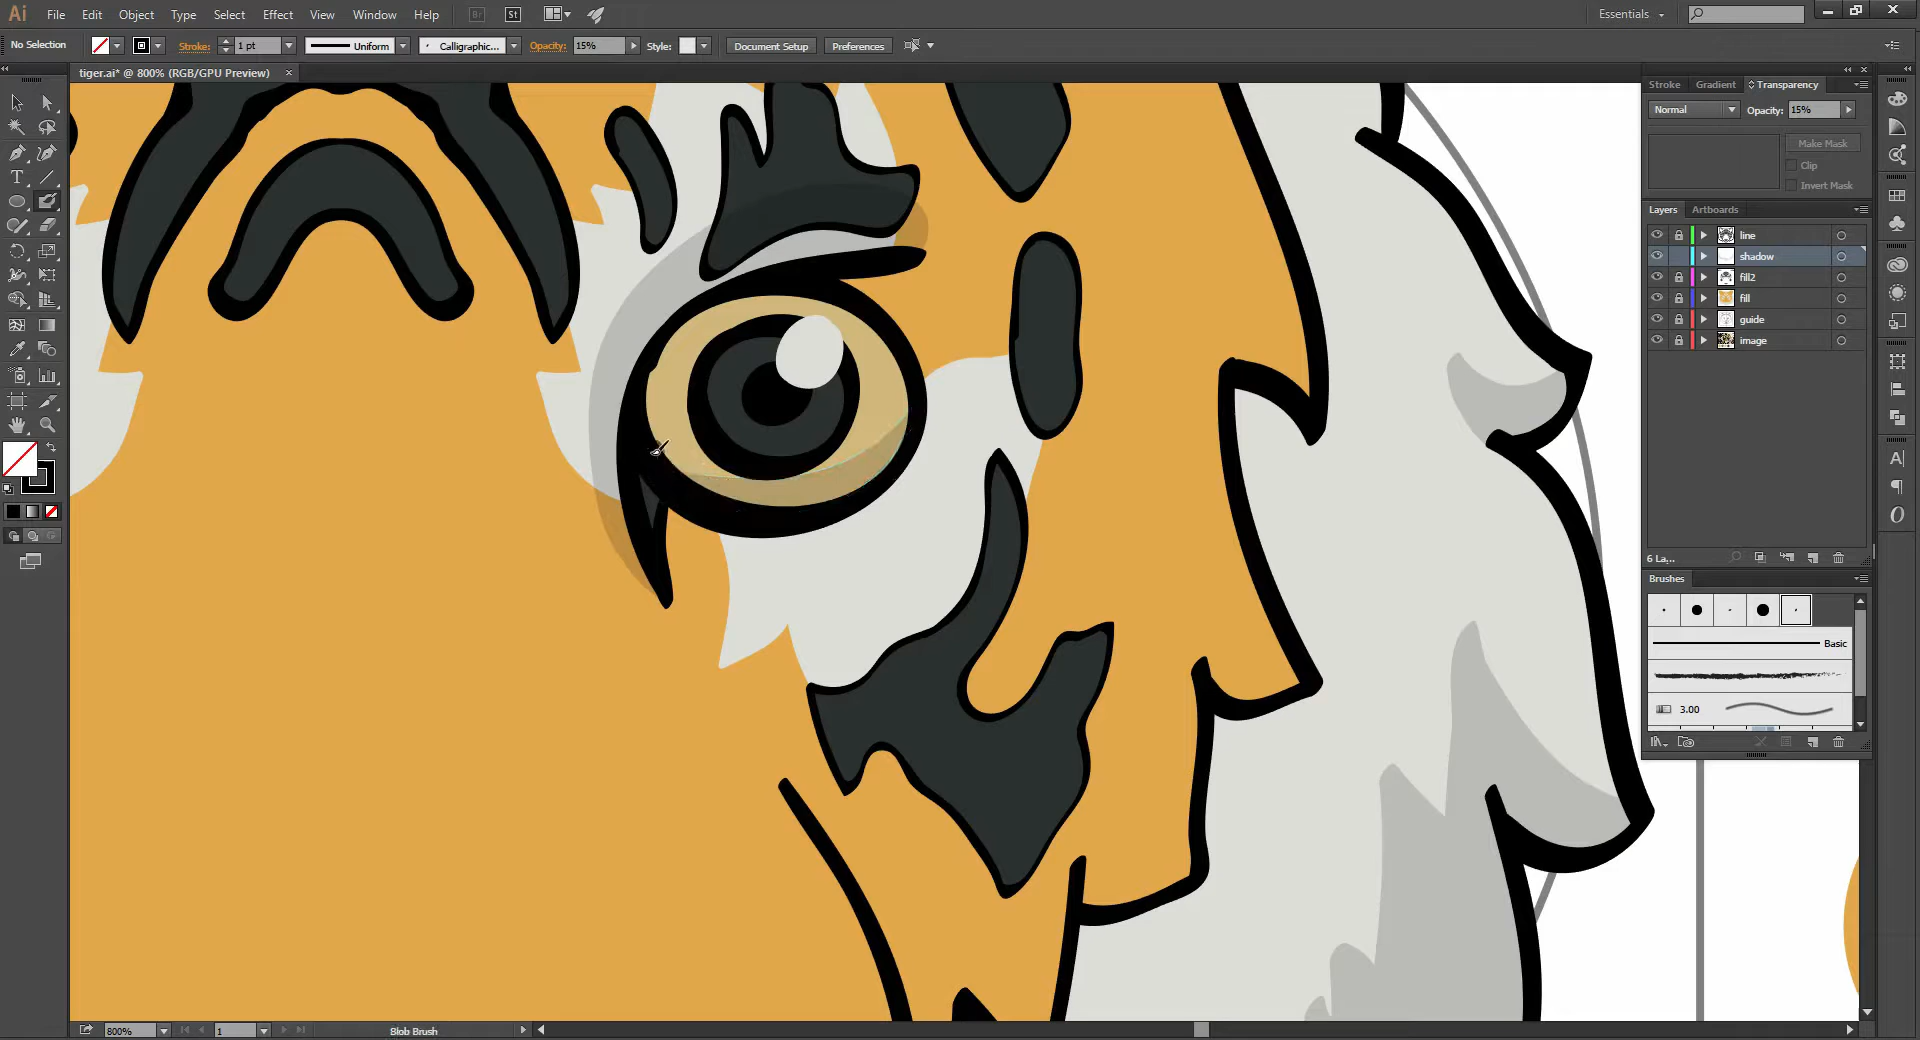 Ai File Edit Object Type Select Effect View Window Help Br St Essentials
No Selection Stroke: 1 pt Uniform Calligraphic... Opacity: 15% Style: Document Setup Preferences
tiger.ai* @ 800% (RGB/GPU Preview)
Stroke Gradient Transparency
Normal Opacity: 15%
Make Mask
Clip
Invert Mask
Layers Artboards
line
shadow
fill2
fill
guide
image
6 La...
Brushes
Basic
3.00
800% 1 Blob Brush